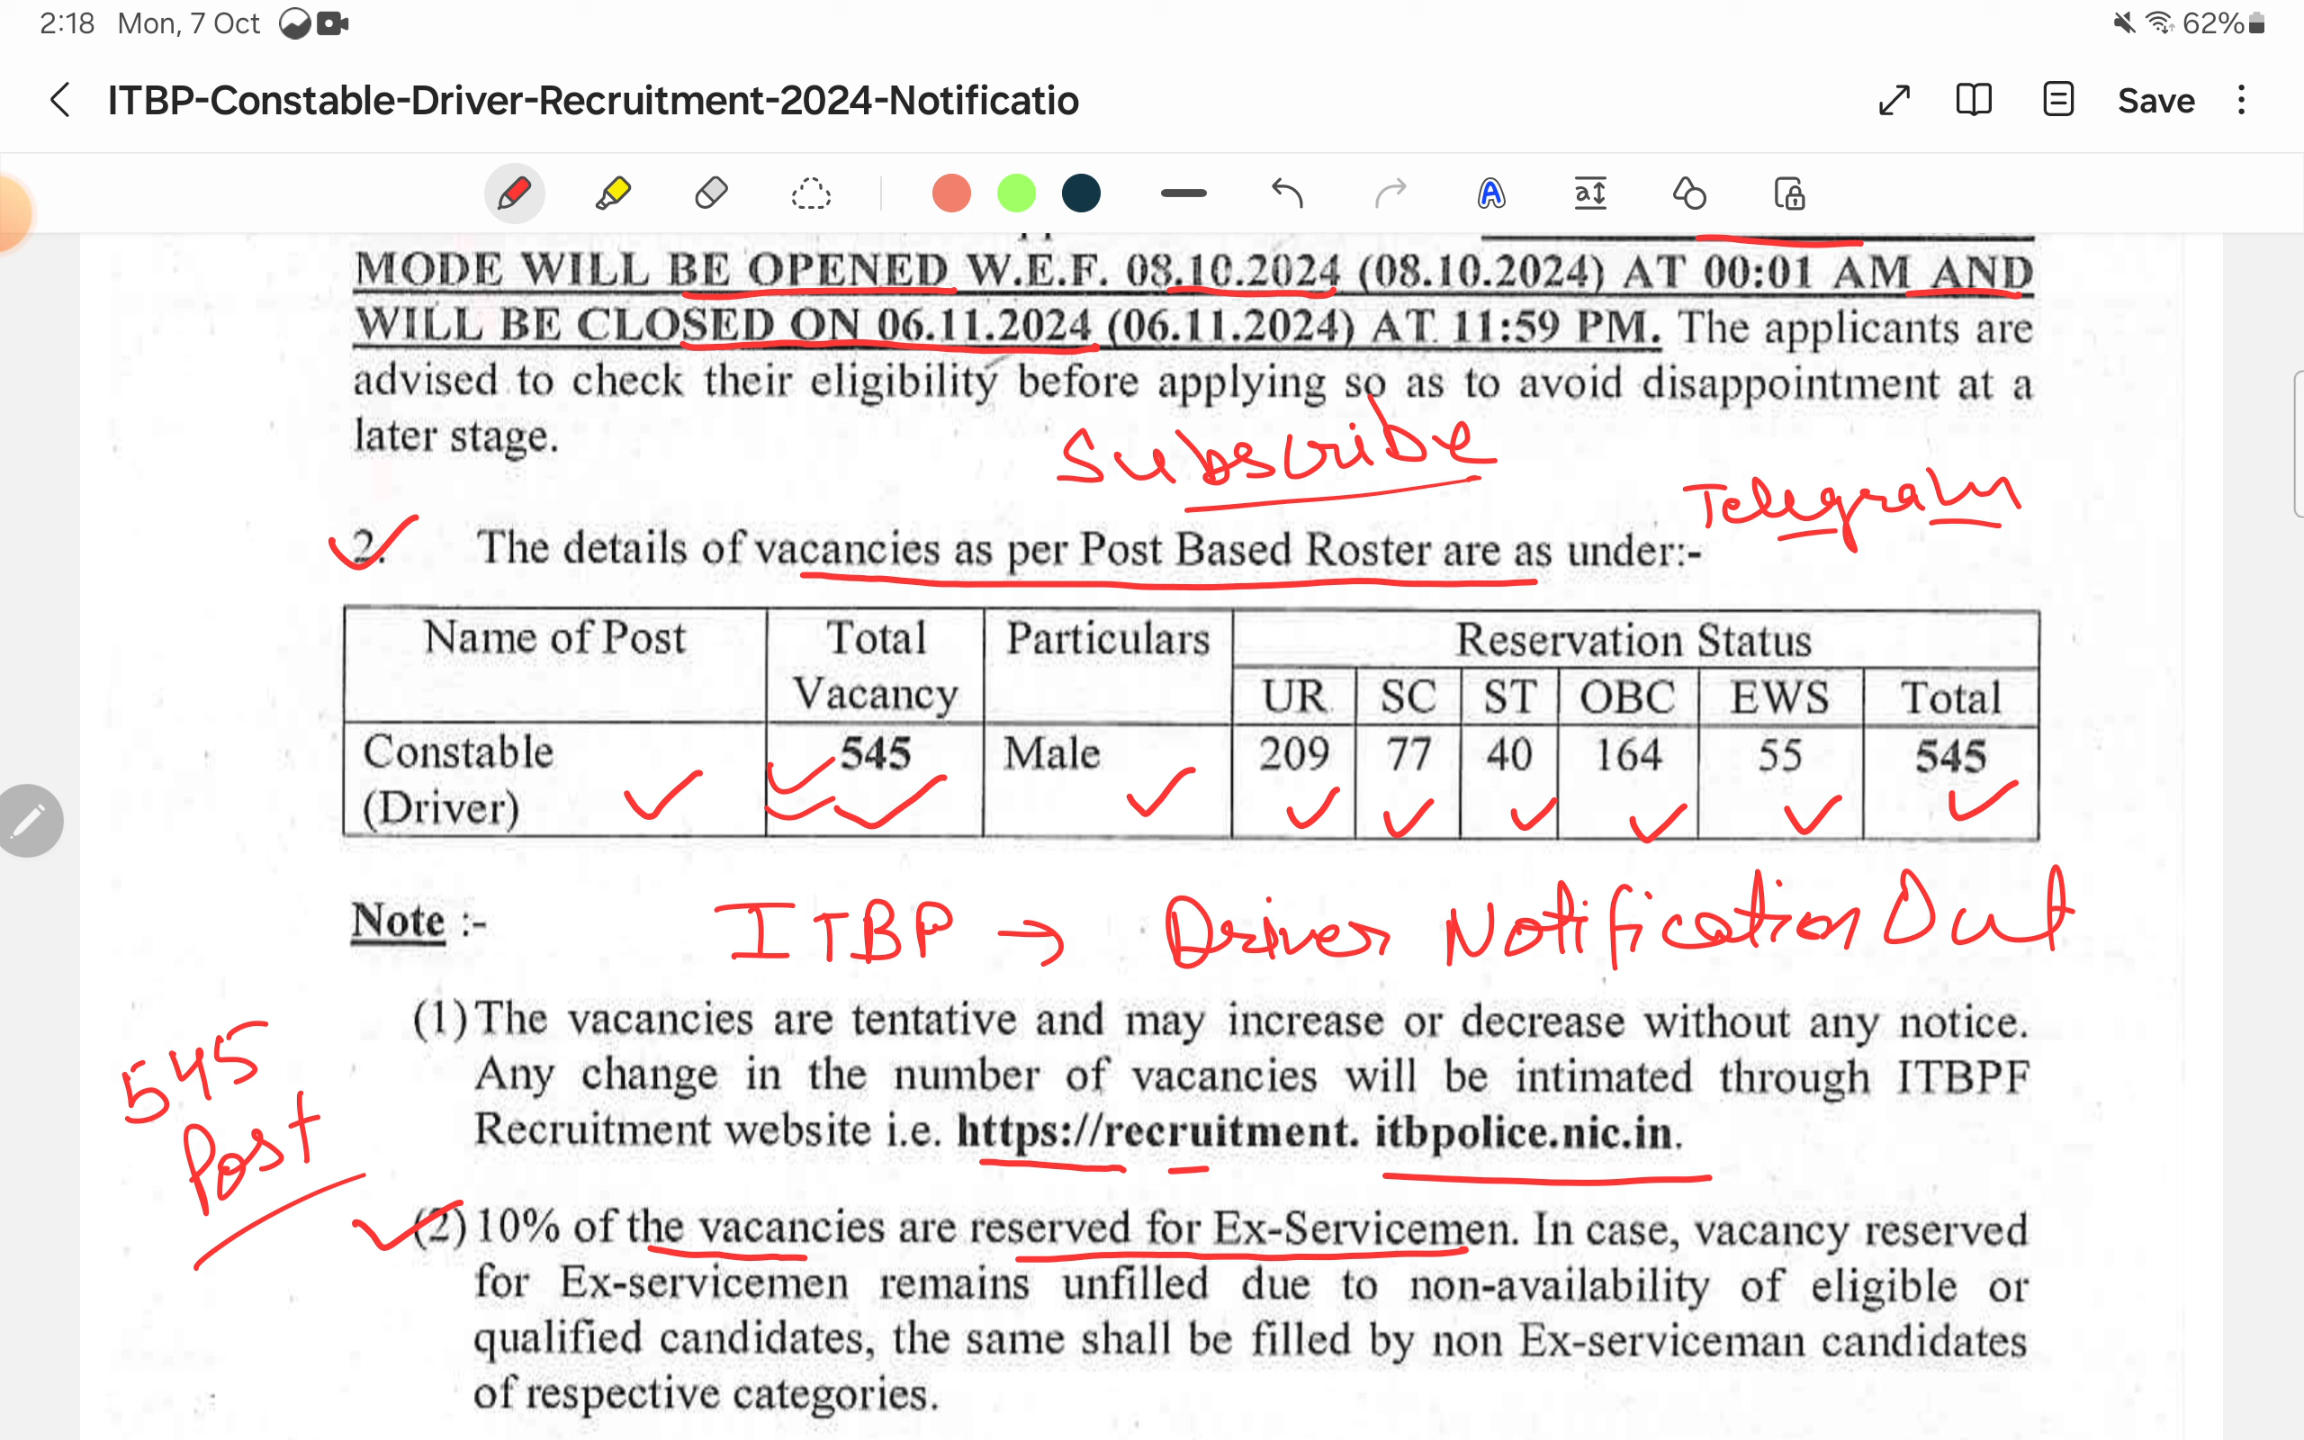 2:18 Mon, 7 Oct
62%
ITBP-Constable-Driver-Recruitment-2024-Notificatio
Save
MODE WILL BE OPENED W.E.F. 08.10.2024 (08.10.2024) AT 00:01 AM AND
WILL BE CLOSED ON 06.11.2024 (06.11.2024) AT 11:59 PM. The applicants are
advised to check their eligibility before applying so as to avoid disappointment at a
later stage.
Subscribe
Telegram
2. The details of vacancies as per Post Based Roster are as under:-
Name of Post Total Vacancy Particulars Reservation Status
UR SC ST OBC EWS Total
Constable (Driver) 545 Male 209 77 40 164 55 545
Note :-
ITBP → Driver Notification Out
(1) The vacancies are tentative and may increase or decrease without any notice.
Any change in the number of vacancies will be intimated through ITBPF
Recruitment website i.e. https://recruitment. itbpolice.nic.in.
545
Post
(2) 10% of the vacancies are reserved for Ex-Servicemen. In case, vacancy reserved
for Ex-servicemen remains unfilled due to non-availability of eligible or
qualified candidates, the same shall be filled by non Ex-serviceman candidates
of respective categories.